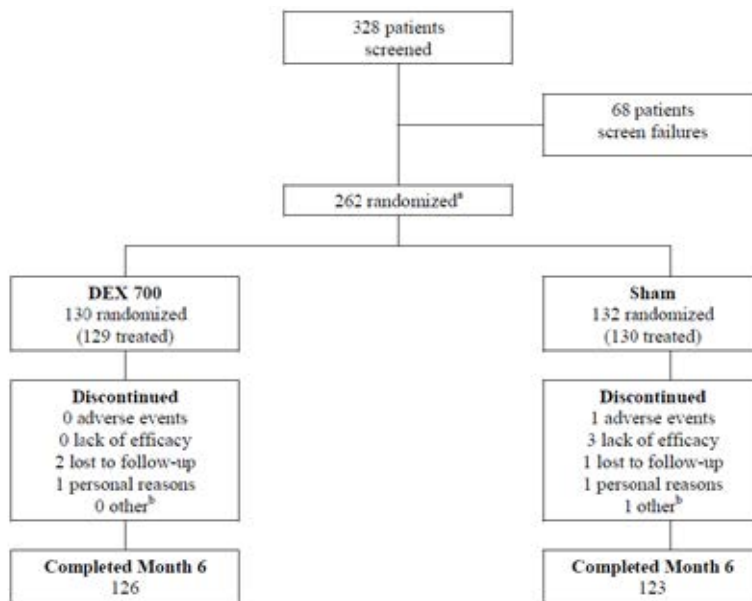 328 patients
screened
68 patients
screen failures
262 randomizedª
DEX 700
130 randomized
(129 treated)
Sham
132 randomized
(130 treated)
Discontinued
0 adverse events
0 lack of efficacy
2 lost to follow-up
1 personal reasons
0 otherᵇ
Discontinued
1 adverse events
3 lack of efficacy
1 lost to follow-up
1 personal reasons
1 otherᵇ
Completed Month 6
126
Completed Month 6
123